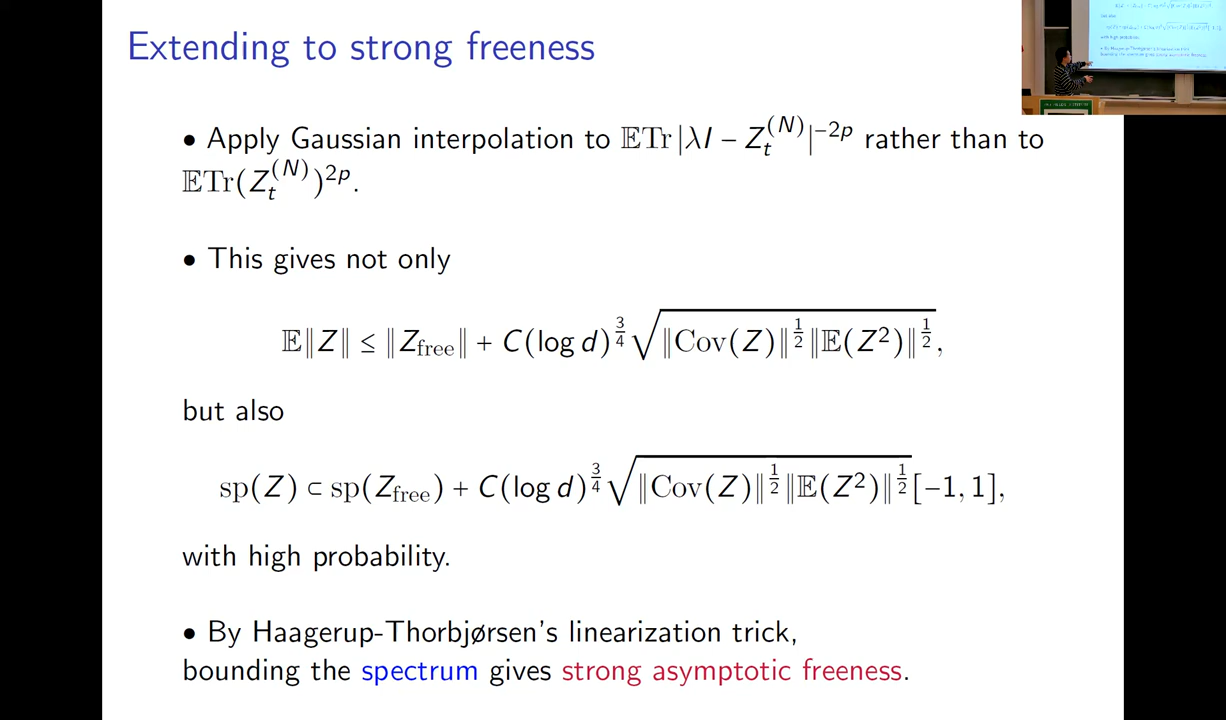 Extending to strong freeness
• Apply Gaussian interpolation to 𝔼Tr|λI − Z_t^{(N)}|^{−2p} rather than to
𝔼Tr(Z_t^{(N)})^{2p}.
• This gives not only
𝔼‖Z‖ ≤ ‖Z_free‖ + C(log d)^{3/4} √(‖Cov(Z)‖^{1/2}‖𝔼(Z²)‖^{1/2}),
but also
sp(Z) ⊂ sp(Z_free) + C(log d)^{3/4} √(‖Cov(Z)‖^{1/2}‖𝔼(Z²)‖^{1/2})[−1, 1],
with high probability.
• By Haagerup-Thorbjørsen's linearization trick,
bounding the spectrum gives strong asymptotic freeness.